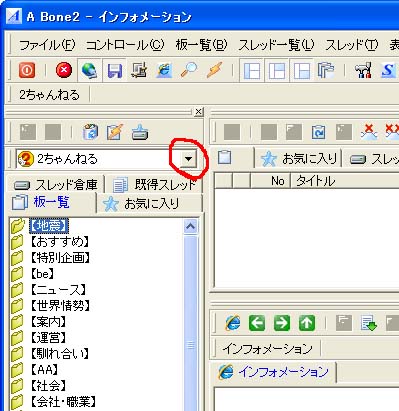 A Bone2 - インフォメーション
ファイル(F) コントロール(C) 板一覧(B) スレッド一覧(L) スレッド(T) 表
2ちゃんねる
2ちゃんねる
お気に入り スレッ
スレッド倉庫 既得スレッド
板一覧 お気に入り
No タイトル
【地震】
【おすすめ】
【特別企画】
【be】
【ニュース】
【世界情勢】
【案内】
【運営】
【馴れ合い】
【AA】
【社会】
【会社・職業】
インフォメーション
インフォメーション